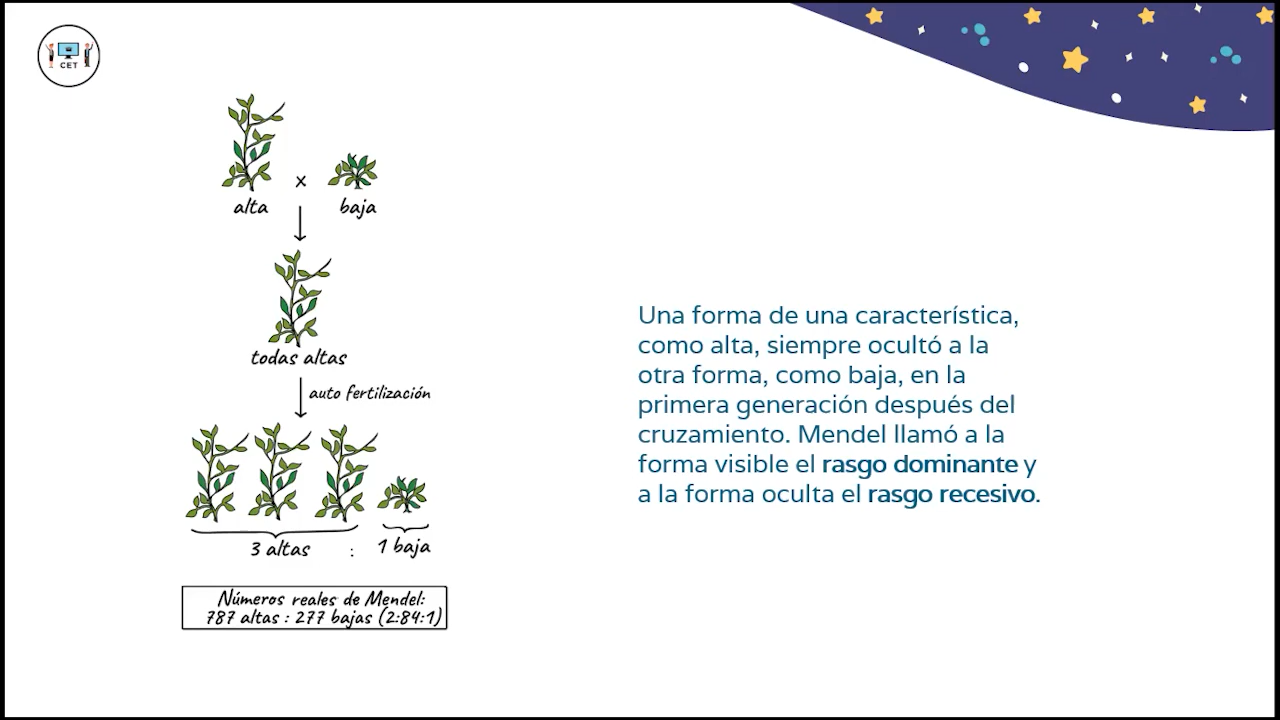 CET
alta
x
baja
todas altas
auto fertilización
3 altas : 1 baja
Números reales de Mendel:
787 altas : 277 bajas (2:84:1)
Una forma de una característica,
como alta, siempre ocultó a la
otra forma, como baja, en la
primera generación después del
cruzamiento. Mendel llamó a la
forma visible el rasgo dominante y
a la forma oculta el rasgo recesivo.